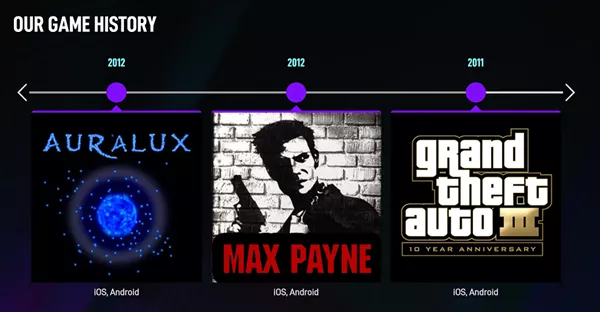 OUR GAME HISTORY
2012
2012
2011
AURALUX
MAX PAYNE
grand
theft
auto III
10 YEAR ANNIVERSARY
iOS, Android
iOS, Android
iOS, Android